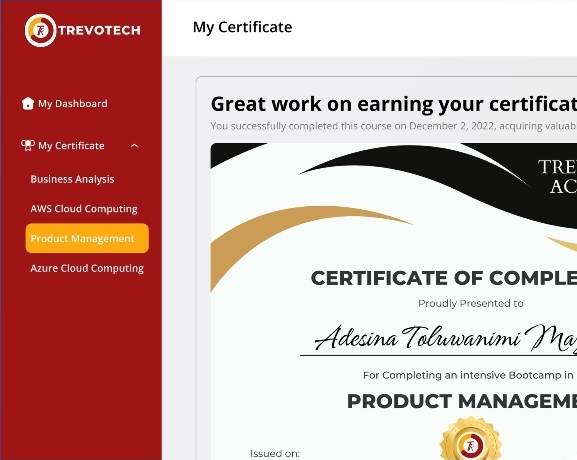 TREVOTECH
My Certificate
My Dashboard
My Certificate
Business Analysis
AWS Cloud Computing
Product Management
Azure Cloud Computing
Great work on earning your certificat
You successfully completed this course on December 2, 2022, acquiring valuab
TRE
AC
CERTIFICATE OF COMPLE
Proudly Presented to
Adesina Toluwanimi Ma
For Completing an intensive Bootcamp in
PRODUCT MANAGEME
Issued on: